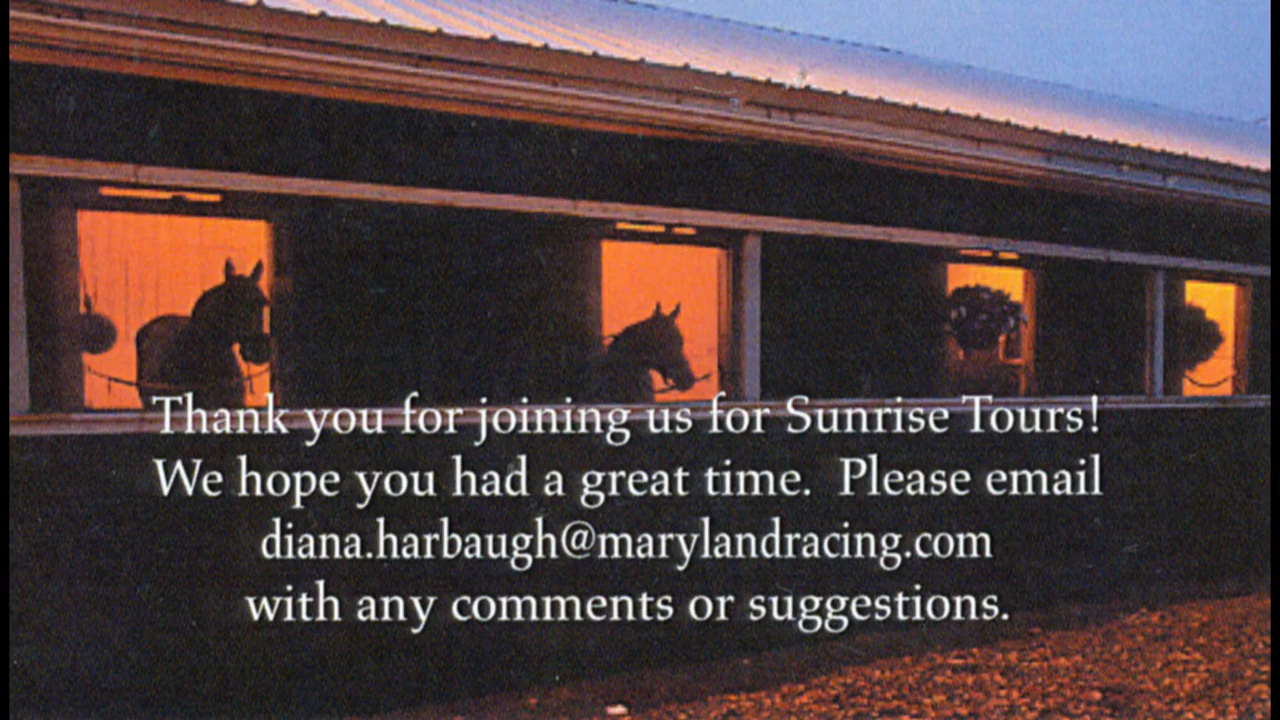 Thank you for joining us for Sunrise Tours!
We hope you had a great time.  Please email
diana.harbaugh@marylandracing.com
with any comments or suggestions.